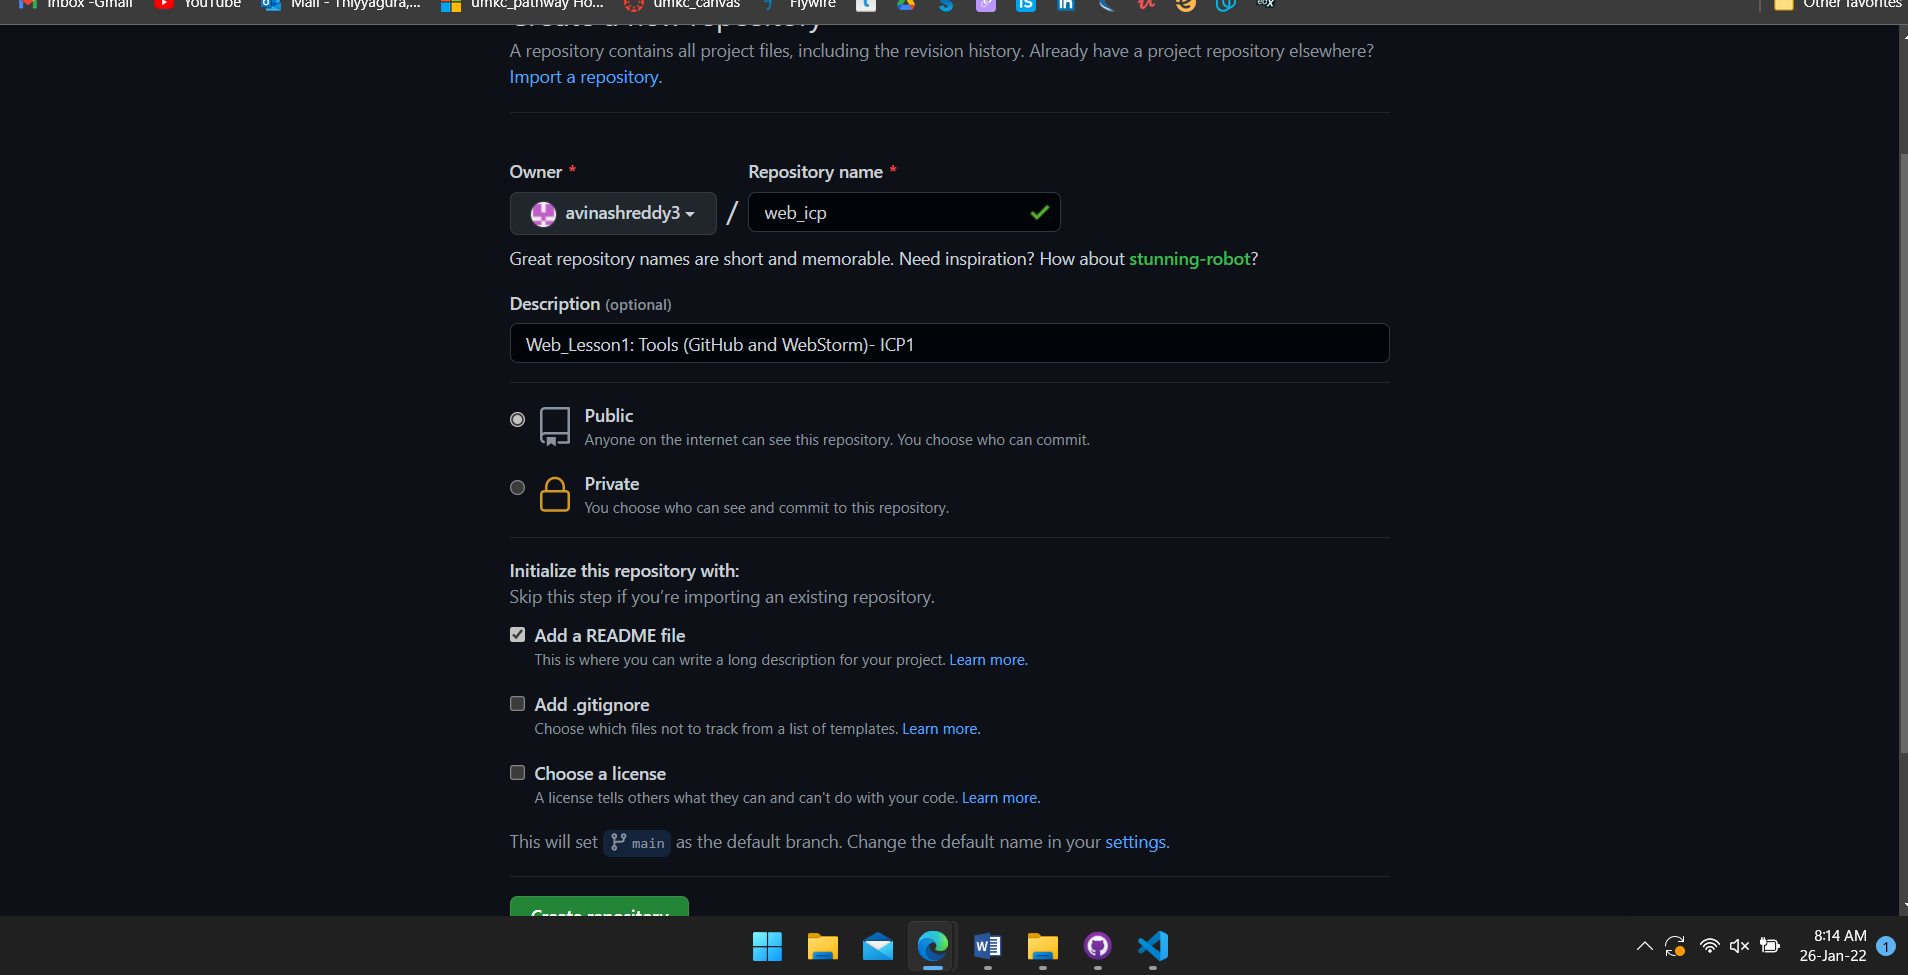 Inbox -Gmail YouTube Mail - Thiyyagura,... umkc_pathway Ho... umkc_canvas Flywire Other favorites
Create a new repository
A repository contains all project files, including the revision history. Already have a project repository elsewhere?
Import a repository.
Owner * Repository name *
avinashreddy3 / web_icp
Great repository names are short and memorable. Need inspiration? How about stunning-robot?
Description (optional)
Web_Lesson1: Tools (GitHub and WebStorm)- ICP1
Public
Anyone on the internet can see this repository. You choose who can commit.
Private
You choose who can see and commit to this repository.
Initialize this repository with:
Skip this step if you’re importing an existing repository.
Add a README file
This is where you can write a long description for your project. Learn more.
Add .gitignore
Choose which files not to track from a list of templates. Learn more.
Choose a license
A license tells others what they can and can't do with your code. Learn more.
This will set main as the default branch. Change the default name in your settings.
Create repository
8:14 AM
26-Jan-22 1